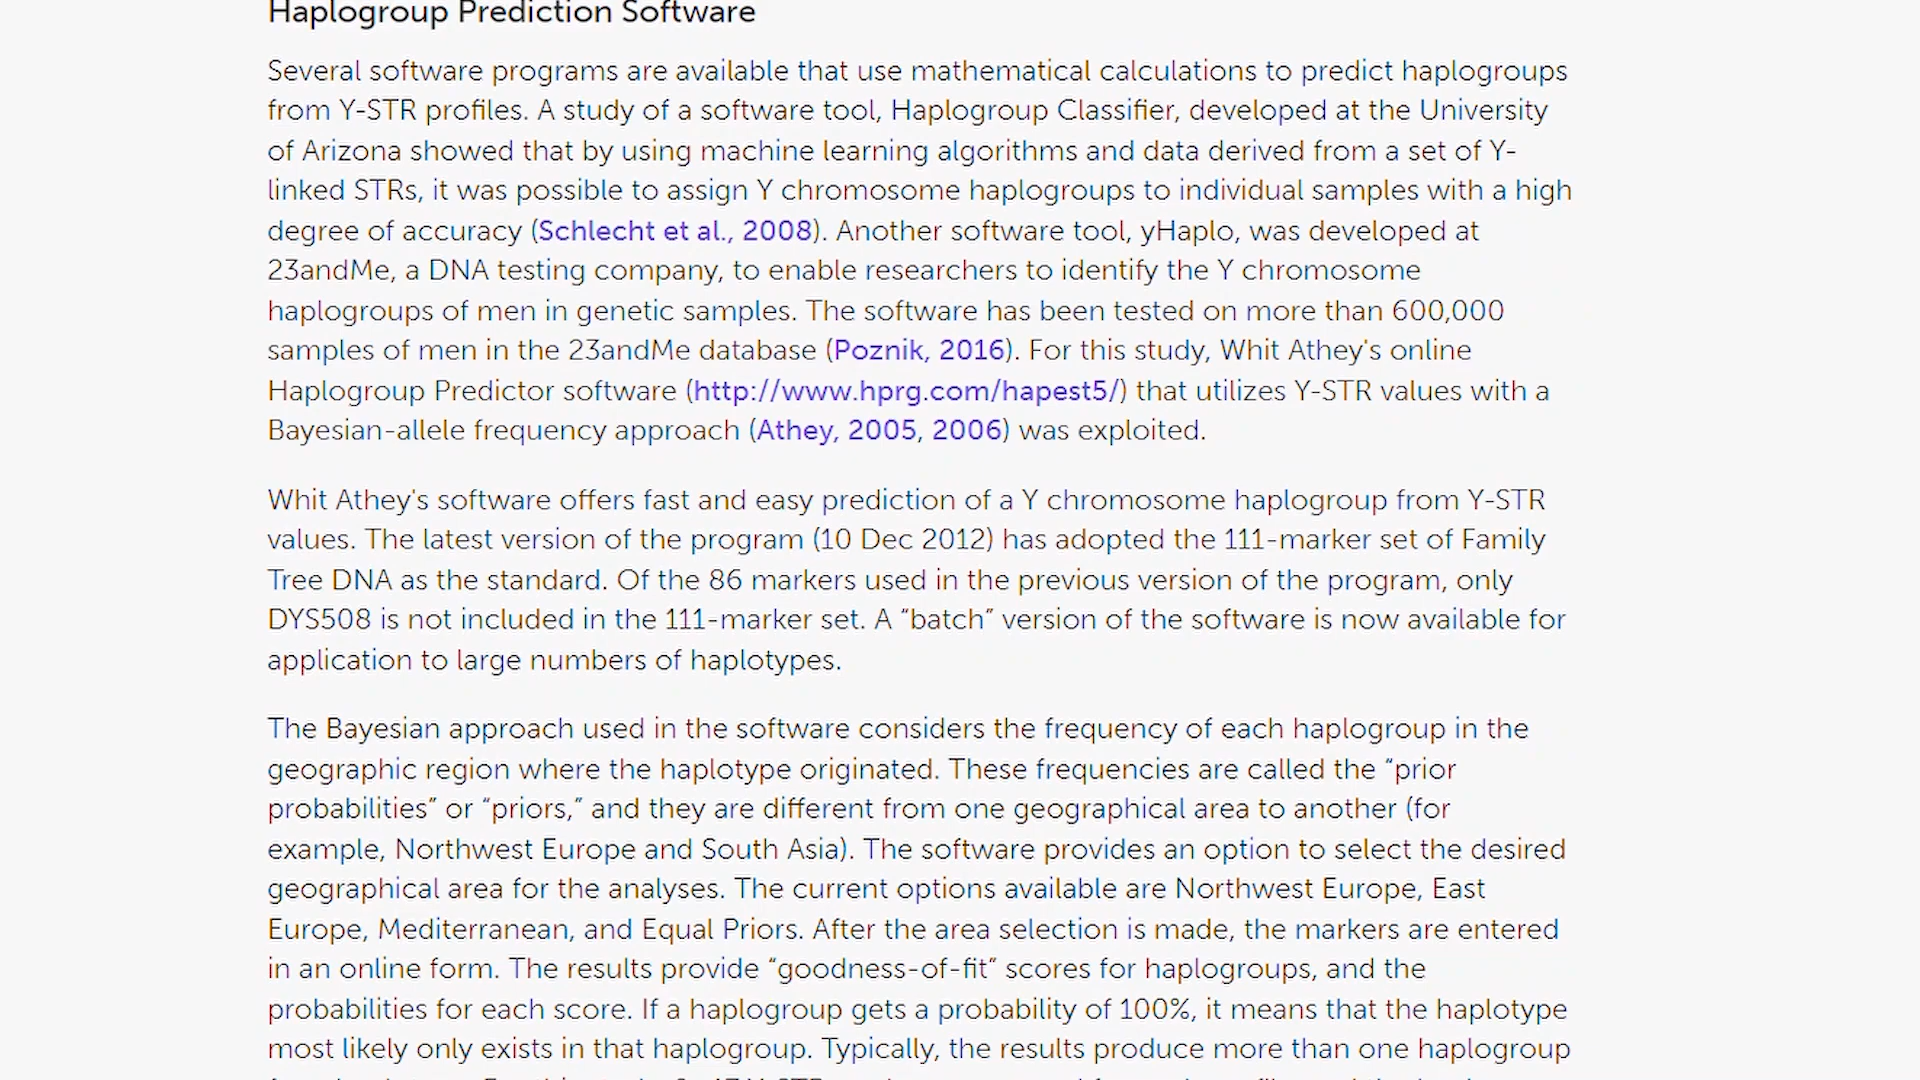 Haplogroup Prediction Software
Several software programs are available that use mathematical calculations to predict haplogroups
from Y-STR profiles. A study of a software tool, Haplogroup Classifier, developed at the University
of Arizona showed that by using machine learning algorithms and data derived from a set of Y-
linked STRs, it was possible to assign Y chromosome haplogroups to individual samples with a high
degree of accuracy (Schlecht et al., 2008). Another software tool, yHaplo, was developed at
23andMe, a DNA testing company, to enable researchers to identify the Y chromosome
haplogroups of men in genetic samples. The software has been tested on more than 600,000
samples of men in the 23andMe database (Poznik, 2016). For this study, Whit Athey's online
Haplogroup Predictor software (http://www.hprg.com/hapest5/) that utilizes Y-STR values with a
Bayesian-allele frequency approach (Athey, 2005, 2006) was exploited.
Whit Athey's software offers fast and easy prediction of a Y chromosome haplogroup from Y-STR
values. The latest version of the program (10 Dec 2012) has adopted the 111-marker set of Family
Tree DNA as the standard. Of the 86 markers used in the previous version of the program, only
DYS508 is not included in the 111-marker set. A “batch” version of the software is now available for
application to large numbers of haplotypes.
The Bayesian approach used in the software considers the frequency of each haplogroup in the
geographic region where the haplotype originated. These frequencies are called the “prior
probabilities” or “priors,” and they are different from one geographical area to another (for
example, Northwest Europe and South Asia). The software provides an option to select the desired
geographical area for the analyses. The current options available are Northwest Europe, East
Europe, Mediterranean, and Equal Priors. After the area selection is made, the markers are entered
in an online form. The results provide “goodness-of-fit” scores for haplogroups, and the
probabilities for each score. If a haplogroup gets a probability of 100%, it means that the haplotype
most likely only exists in that haplogroup. Typically, the results produce more than one haplogroup